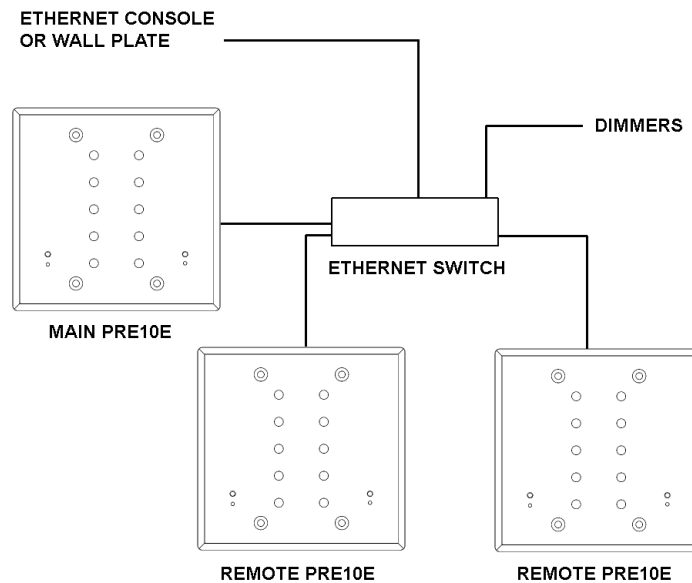 ETHERNET CONSOLE
OR WALL PLATE
DIMMERS
ETHERNET SWITCH
MAIN PRE10E
REMOTE PRE10E
REMOTE PRE10E